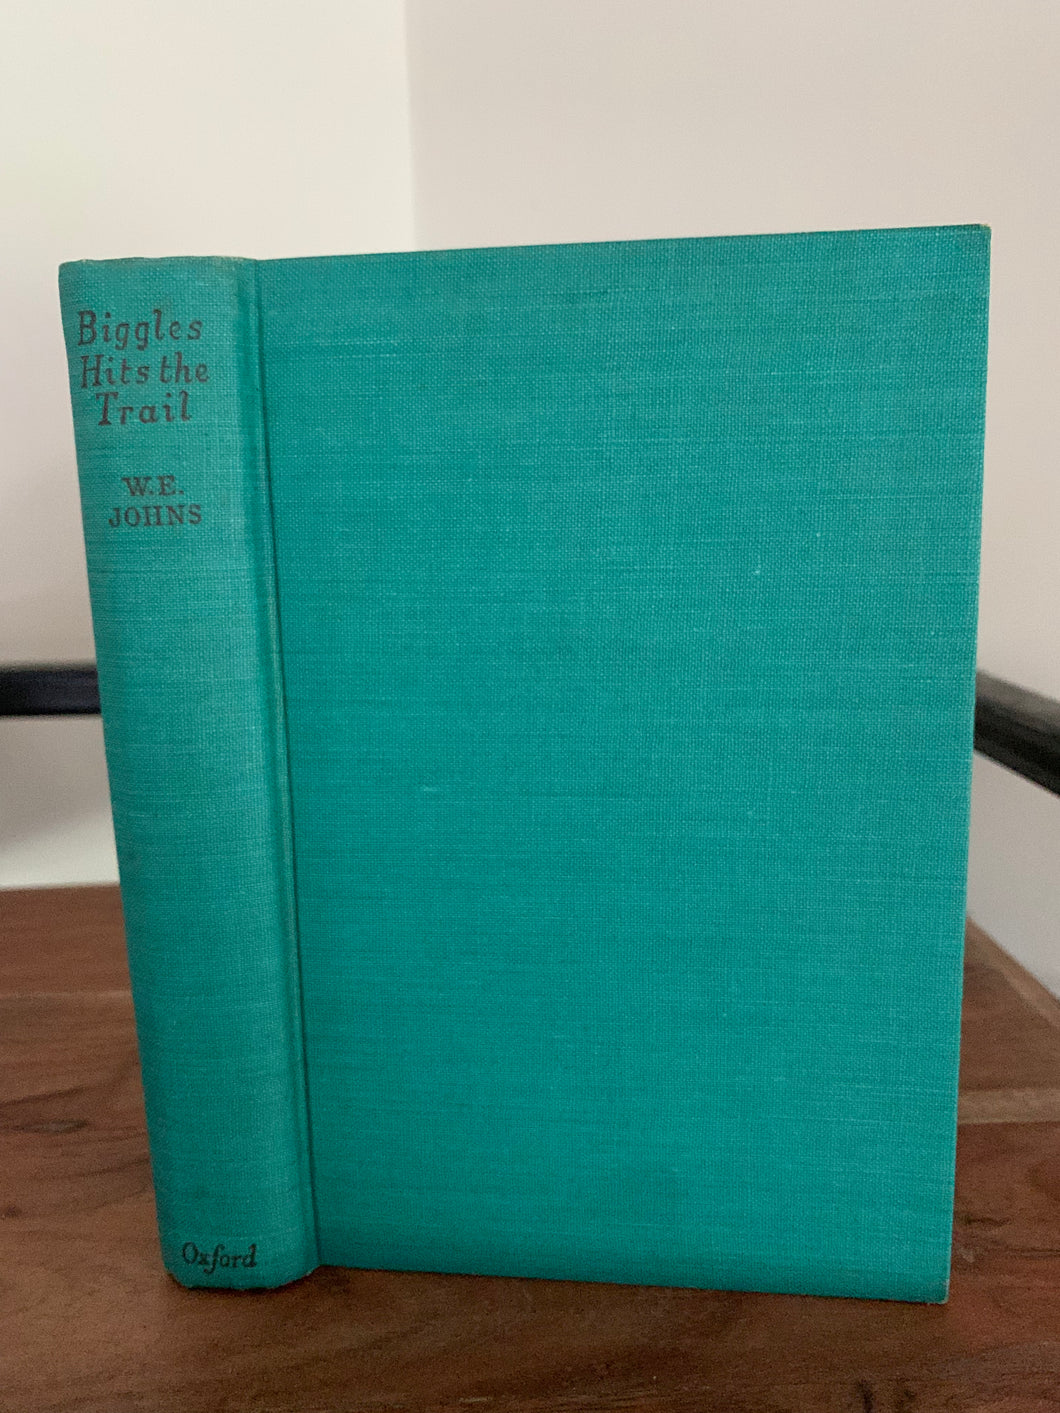 Biggles
Hits the
Trail
W.E.
JOHNS
Oxford